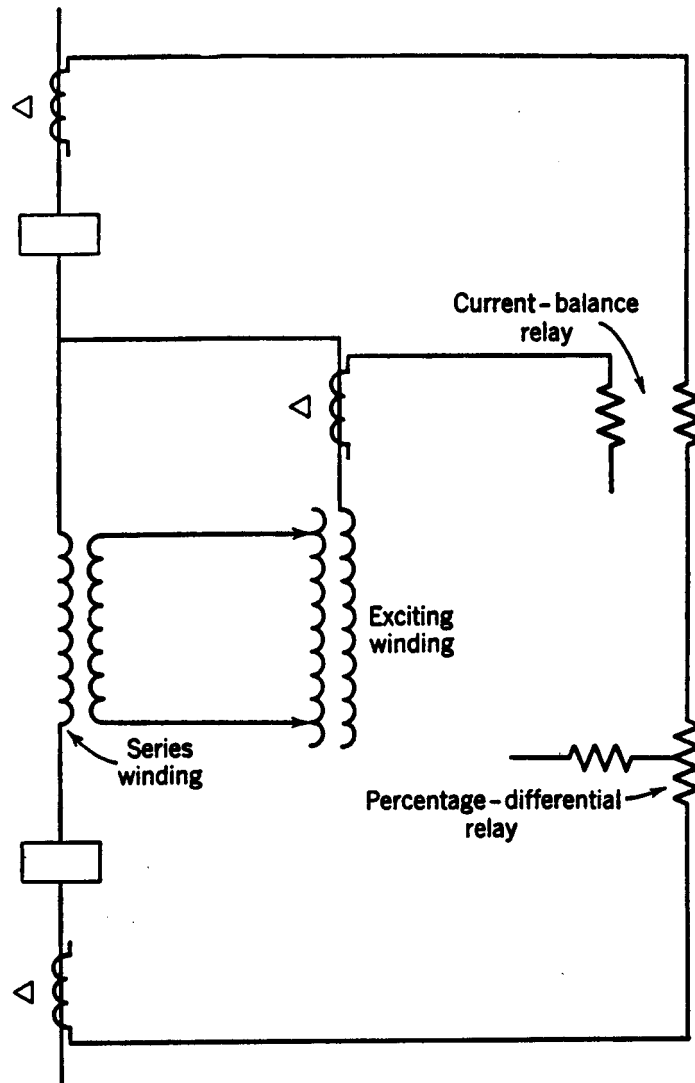 Current-balance
relay
Exciting
winding
Series
winding
Percentage-differential
relay